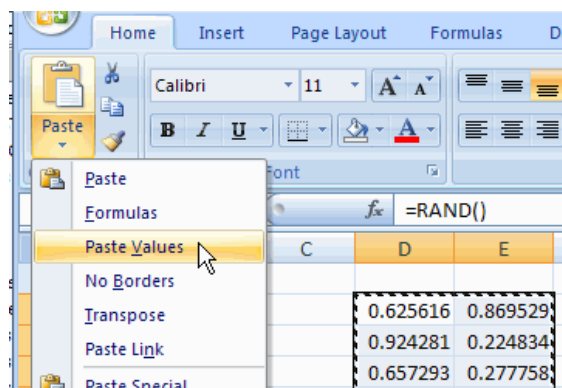 Home Insert Page Layout Formulas D
Calibri 11 A A
Paste B I U A
Font
Paste
Formulas
fx =RAND()
Paste Values
C D E
No Borders
Transpose
0.625616 0.869529
Paste Link
0.924281 0.224834
0.657293 0.277758
Paste Special